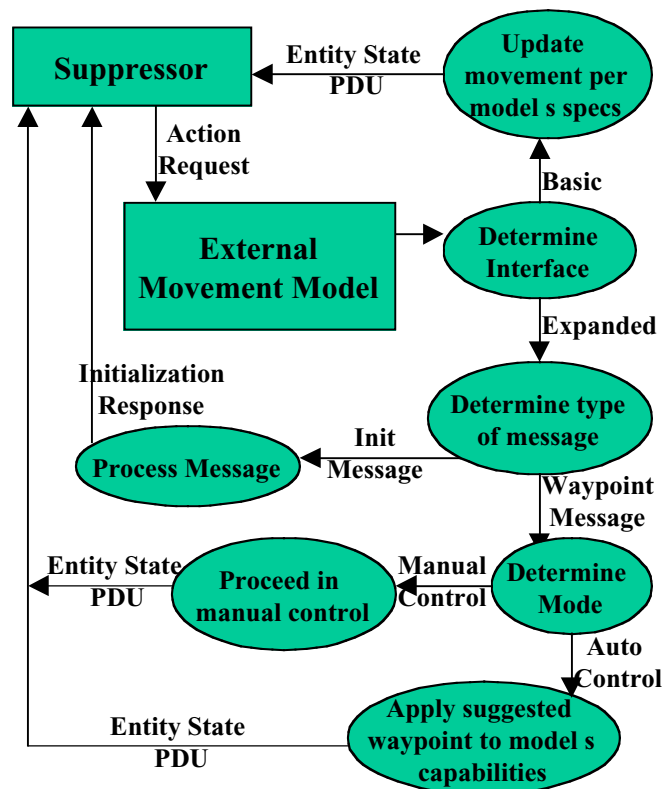 Suppressor
Entity State
PDU
Update
movement per
model s specs
Action
Request
Basic
External
Movement Model
Determine
Interface
Expanded
Initialization
Response
Determine type
of message
Init
Message
Process Message
Waypoint
Message
Entity State
PDU
Proceed in
manual control
Manual
Control
Determine
Mode
Auto
Control
Entity State
PDU
Apply suggested
waypoint to model s
capabilities